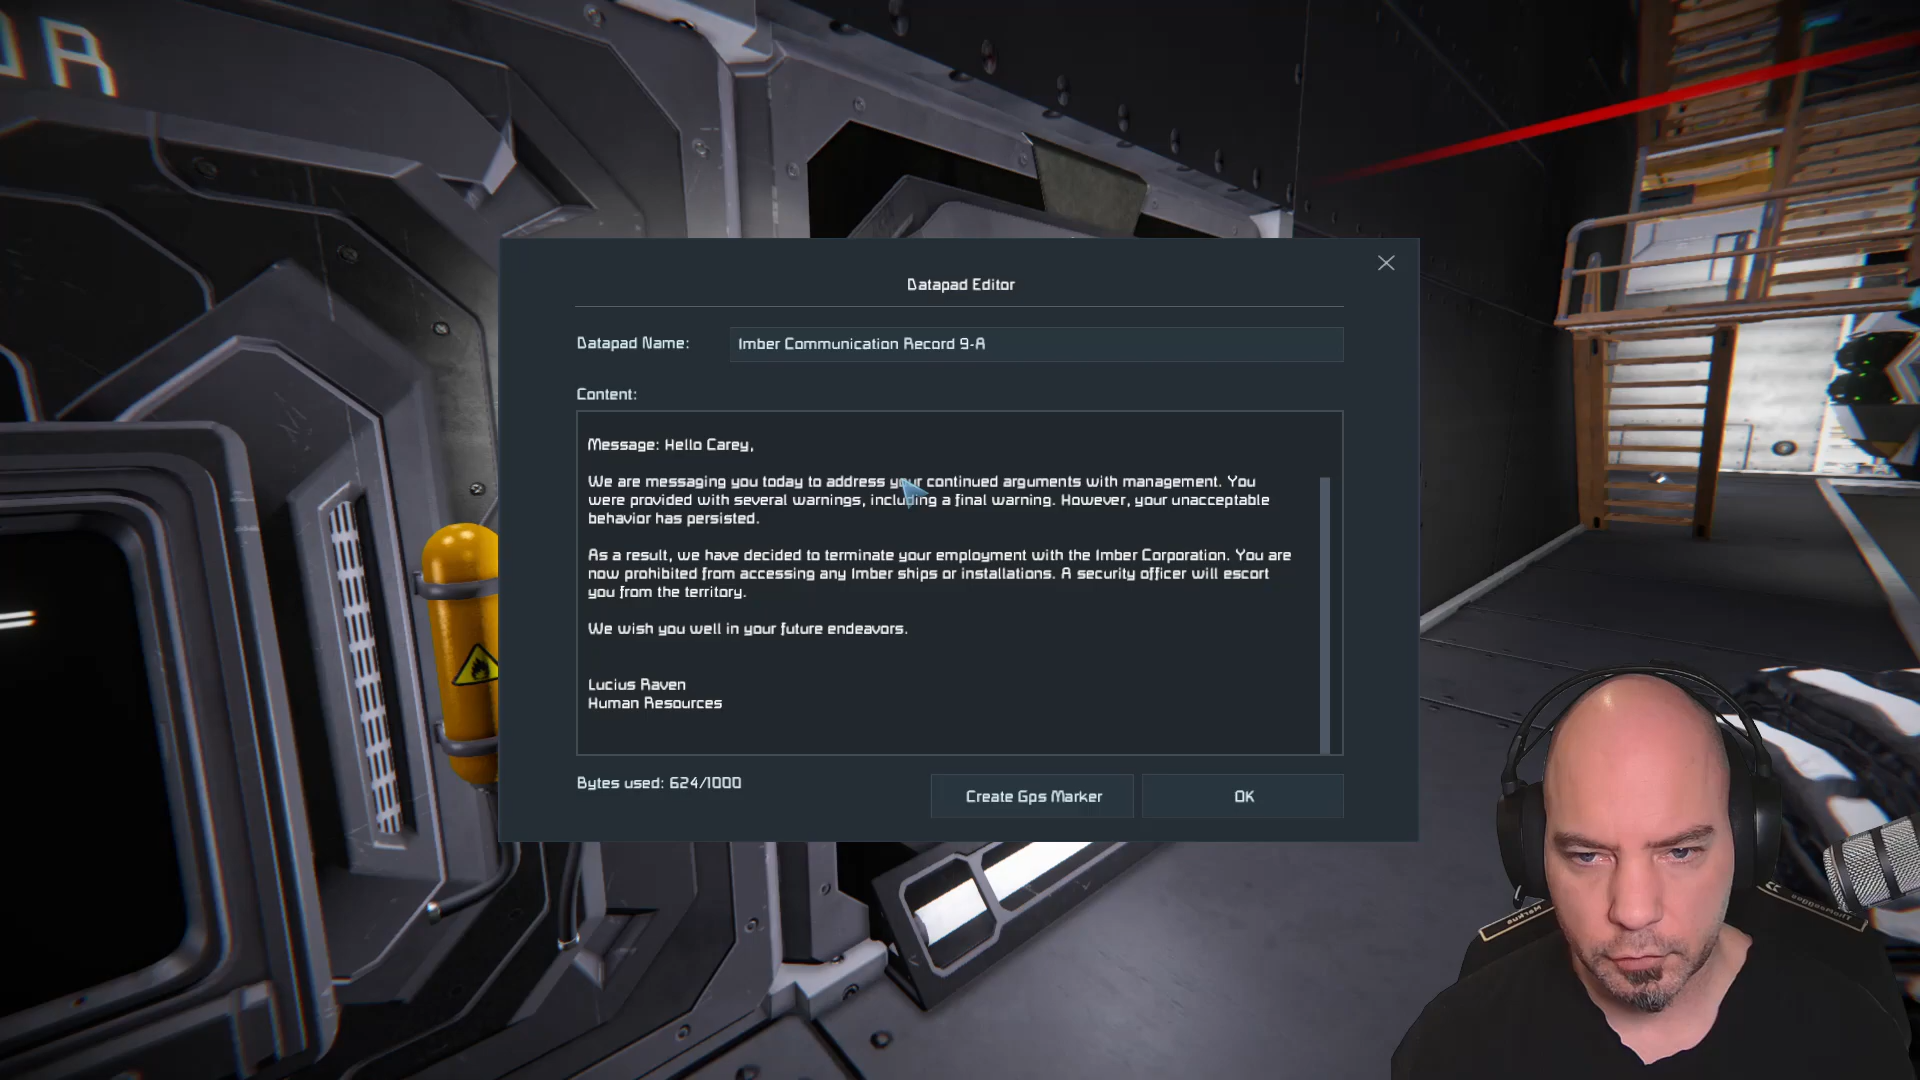 OR
Datapad Editor
Datapad Name: Imber Communication Record 9-A
Content:
Message: Hello Carey,
We are messaging you today to address your continued arguments with management. You
were provided with several warnings, including a final warning. However, your unacceptable
behavior has persisted.
As a result, we have decided to terminate your employment with the Imber Corporation. You are
now prohibited from accessing any Imber ships or installations. A security officer will escort
you from the territory.
We wish you well in your future endeavors.
Lucius Raven
Human Resources
Bytes used: 624/1000
Create Gps Marker
OK